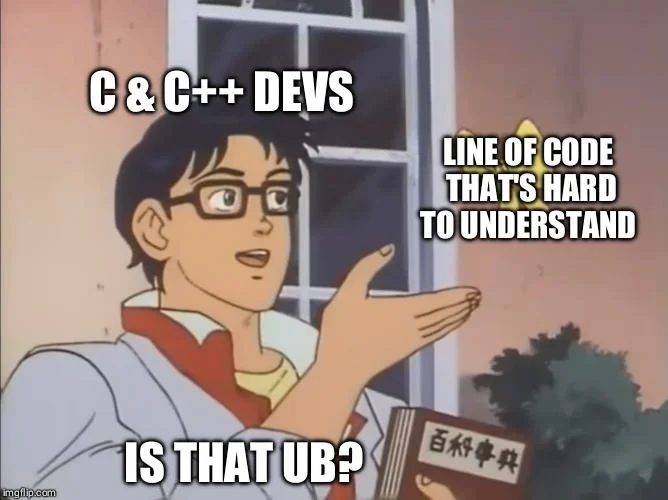 C & C++ DEVS
LINE OF CODE
THAT'S HARD
TO UNDERSTAND
百科事典
IS THAT UB?
imgflip.com